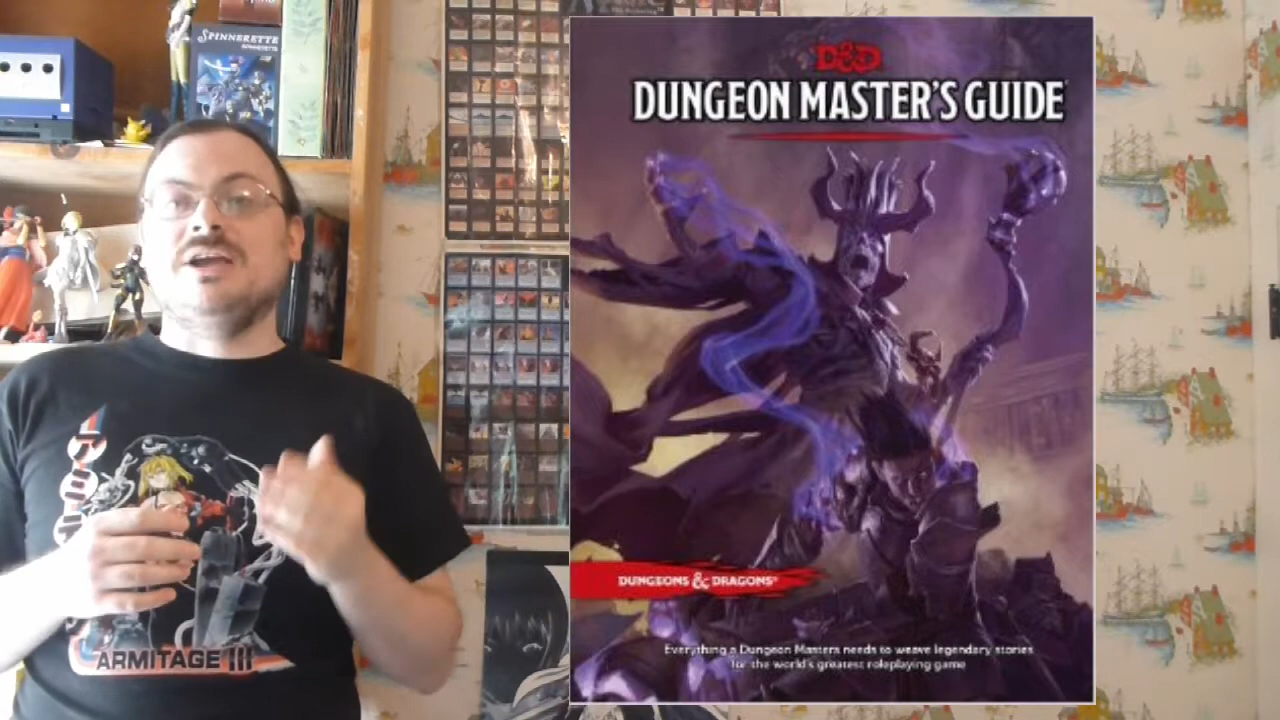 SPINNERETTE
SPINNERETTE
D&D
DUNGEON MASTER'S GUIDE
DUNGEONS & DRAGONS
Everything a Dungeon Masters needs to weave legendary stories
for the world's greatest roleplaying game
ARMITAGE III